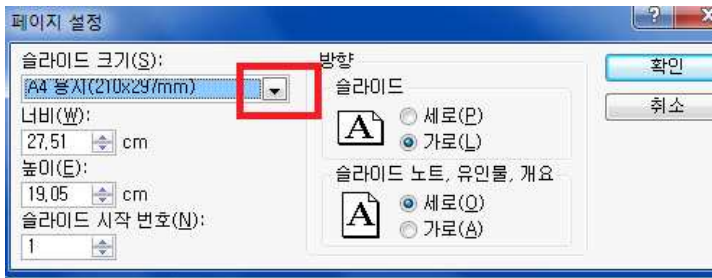 페이지 설정
슬라이드 크기(S):
A4 용지(210x297mm)
너비(W):
27,51 cm
높이(E):
19,05 cm
슬라이드 시작 번호(N):
1
방향
슬라이드
A
세로(P)
가로(L)
슬라이드 노트, 유인물, 개요
A
세로(O)
가로(A)
확인
취소